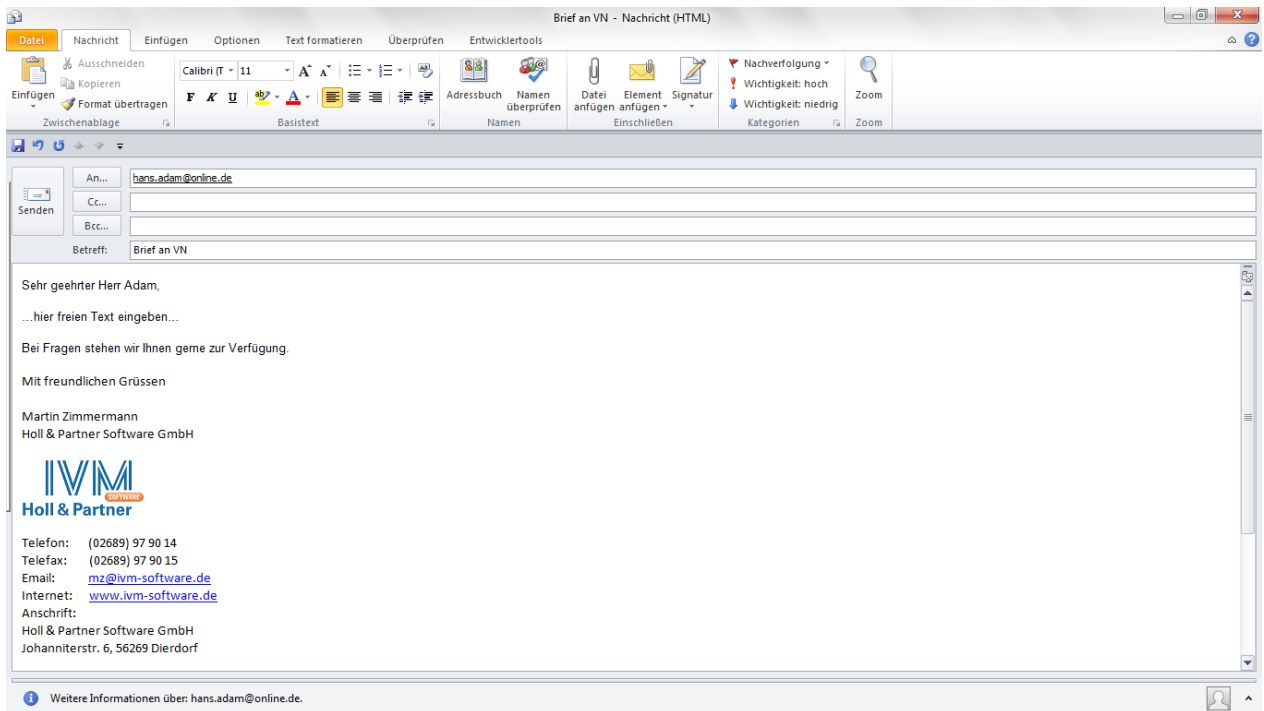 Brief an VN - Nachricht (HTML)
Datei Nachricht Einfügen Optionen Text formatieren Überprüfen Entwicklertools
Einfügen
Ausschneiden
Kopieren
Format übertragen
Zwischenablage
Calibri (T 11
F K U
Basistext
Adressbuch
Namen überprüfen
Namen
Datei anfügen
Element anfügen
Signatur
Einschließen
Nachverfolgung
Wichtigkeit: hoch
Wichtigkeit: niedrig
Kategorien
Zoom
Zoom
Senden
An... hans.adam@online.de
Cc...
Bcc...
Betreff: Brief an VN
Sehr geehrter Herr Adam,
…hier freien Text eingeben…
Bei Fragen stehen wir Ihnen gerne zur Verfügung.
Mit freundlichen Grüssen
Martin Zimmermann
Holl & Partner Software GmbH
IVM
SOFTWARE
Holl & Partner
Telefon: (02689) 97 90 14
Telefax: (02689) 97 90 15
Email: mz@ivm-software.de
Internet: www.ivm-software.de
Anschrift:
Holl & Partner Software GmbH
Johanniterstr. 6, 56269 Dierdorf
Weitere Informationen über: hans.adam@online.de.